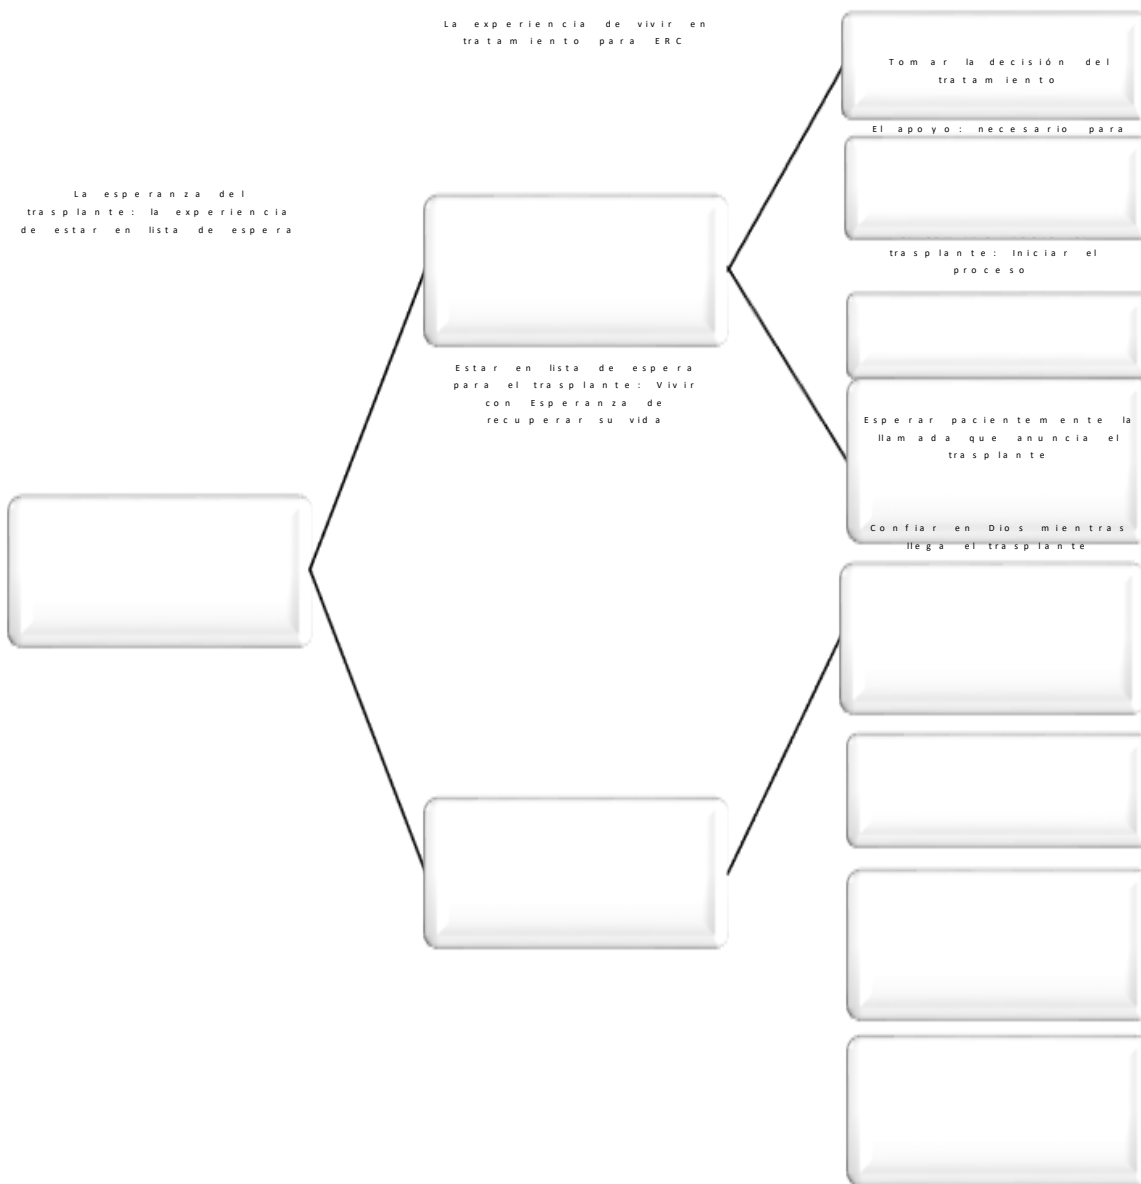 La experiencia de vivir en
tratamiento para ERC
Tomar la decisión del
tratamiento
El apoyo: necesario para
La esperanza del
trasplante: la experiencia
de estar en lista de espera
trasplante: Iniciar el
proceso
Estar en lista de espera
para el trasplante: Vivir
con Esperanza de
recuperar su vida
Esperar pacientemente la
llamada que anuncia el
trasplante
Confiar en Dios mientras
llega el trasplante